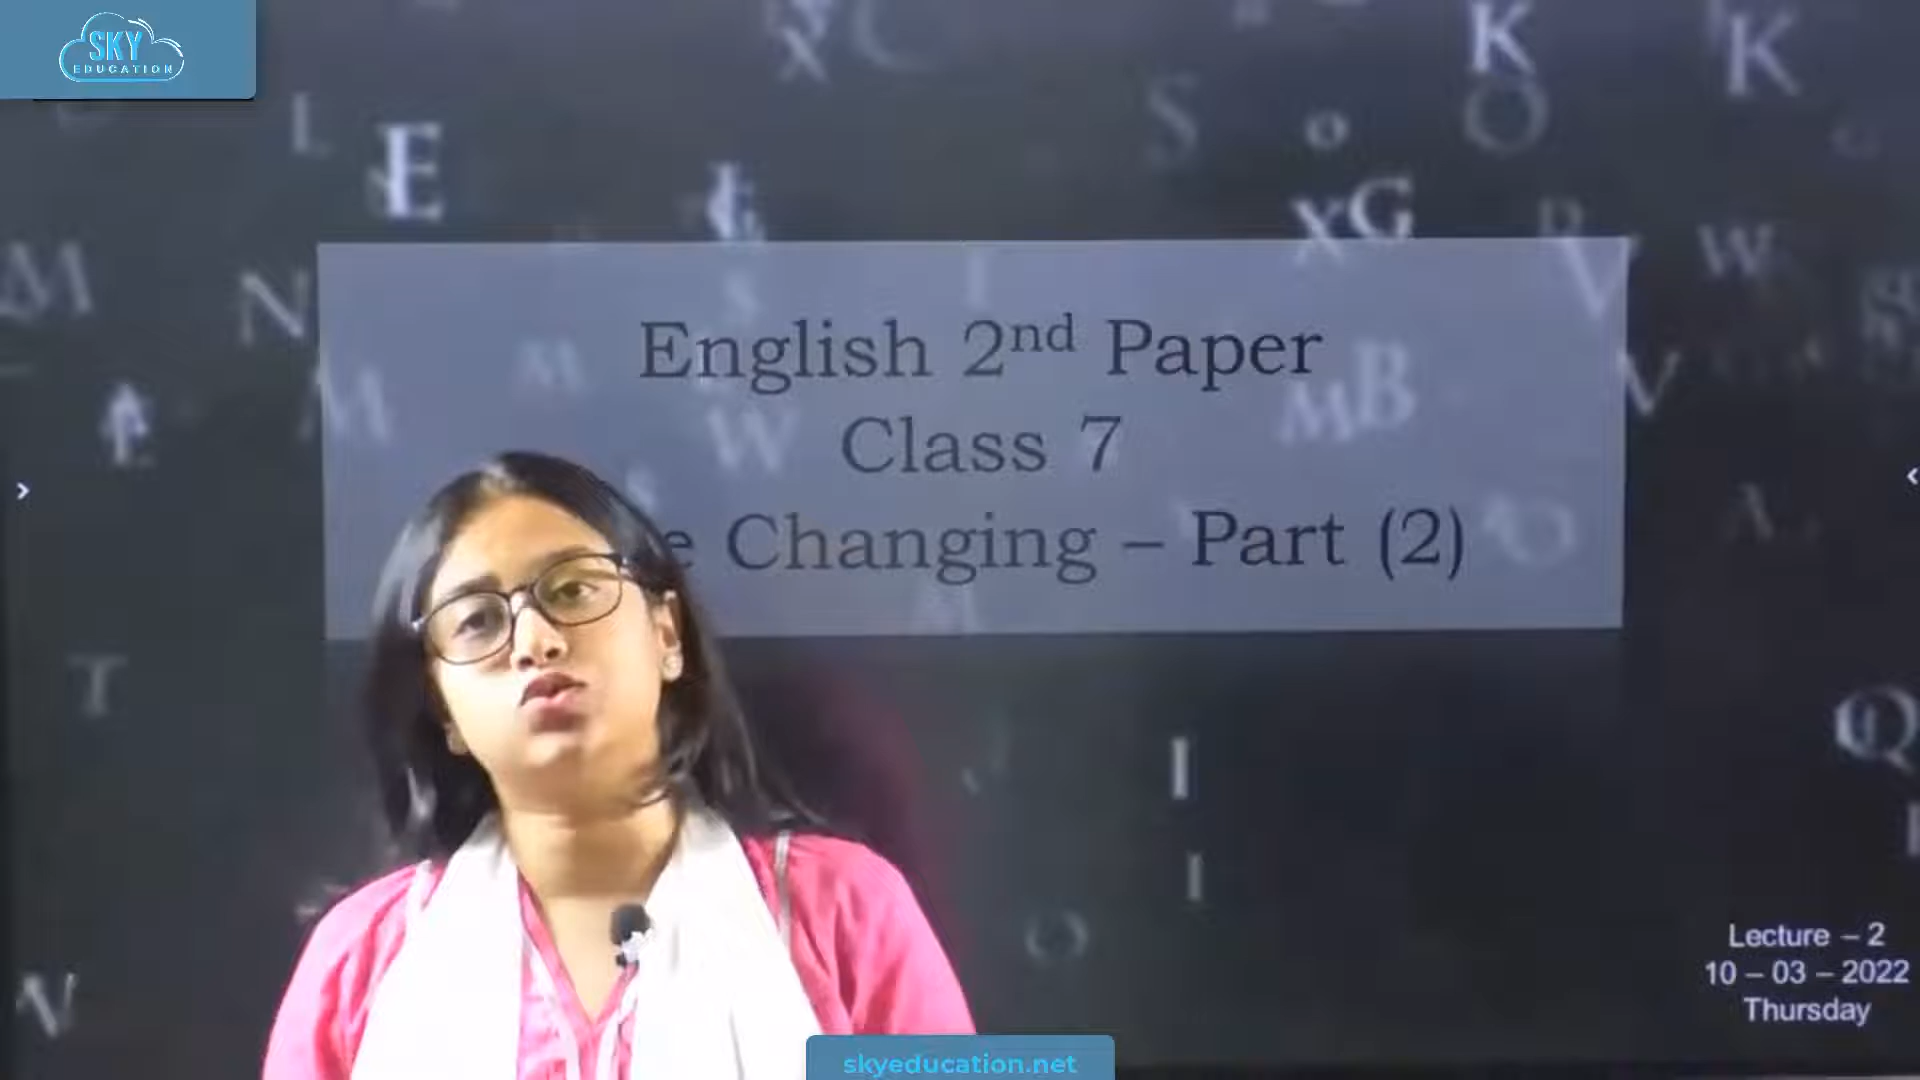 SKY
EDUCATION
English 2nd Paper
Class 7
e Changing – Part (2)
Lecture – 2
10 – 03 – 2022
Thursday
skyeducation.net